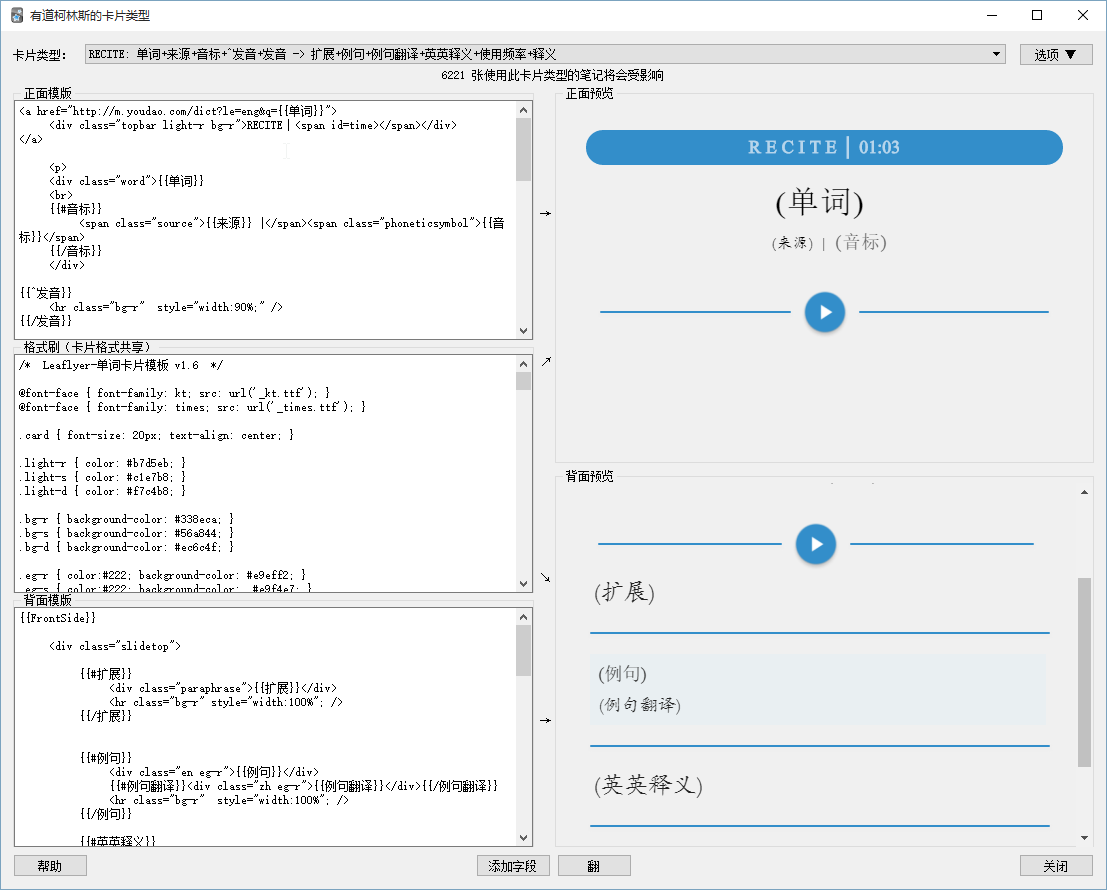 有道柯林斯的卡片类型
卡片类型： RECITE: 单词+来源+音标+^发音+发音 -> 扩展+例句+例句翻译+英英释义+使用频率+释义 选项 ▼
6221 张使用此卡片类型的笔记将会受影响
正面模版
<a href="http://m.youdao.com/dict?le=eng&q={{单词}}">
<div class="topbar light-r bg-r">RECITE│<span id=time></span></div>
</a>
<p>
<div class="word">{{单词}}
<br>
{{#音标}}
<span class="source">{{来源}} |</span><span class="phoneticsymbol">{{音
标}}</span>
{{/音标}}
</div>
{{^发音}}
<hr class="bg-r"  style="width:90%;" />
{{/发音}}
格式刷（卡片格式共享）
/*  Leaflyer-单词卡片模板 v1.6  */
@font-face { font-family: kt; src: url('_kt.ttf'); }
@font-face { font-family: times; src: url('_times.ttf'); }
.card { font-size: 20px; text-align: center; }
.light-r { color: #b7d5eb; }
.light-s { color: #c1e7b8; }
.light-d { color: #f7c4b8; }
.bg-r { background-color: #338eca; }
.bg-s { background-color: #56a844; }
.bg-d { background-color: #ec6c4f; }
.eg-r { color:#222; background-color: #e9eff2; }
.eg-s { color:#222; background-color:  #e9f4e7; }
背面模版
{{FrontSide}}
<div class="slidetop">
{{#扩展}}
<div class="paraphrase">{{扩展}}</div>
<hr class="bg-r" style="width:100%"; />
{{/扩展}}
{{#例句}}
<div class="en eg-r">{{例句}}</div>
{{#例句翻译}}<div class="zh eg-r">{{例句翻译}}</div>{{/例句翻译}}
<hr class="bg-r"  style="width:100%"; />
{{/例句}}
{{#英英释义}}
正面预览
RECITE│01:03
(单词)
(来源) | (音标)
背面预览
(扩展)
(例句)
(例句翻译)
(英英释义)
帮助 添加字段 翻 关闭